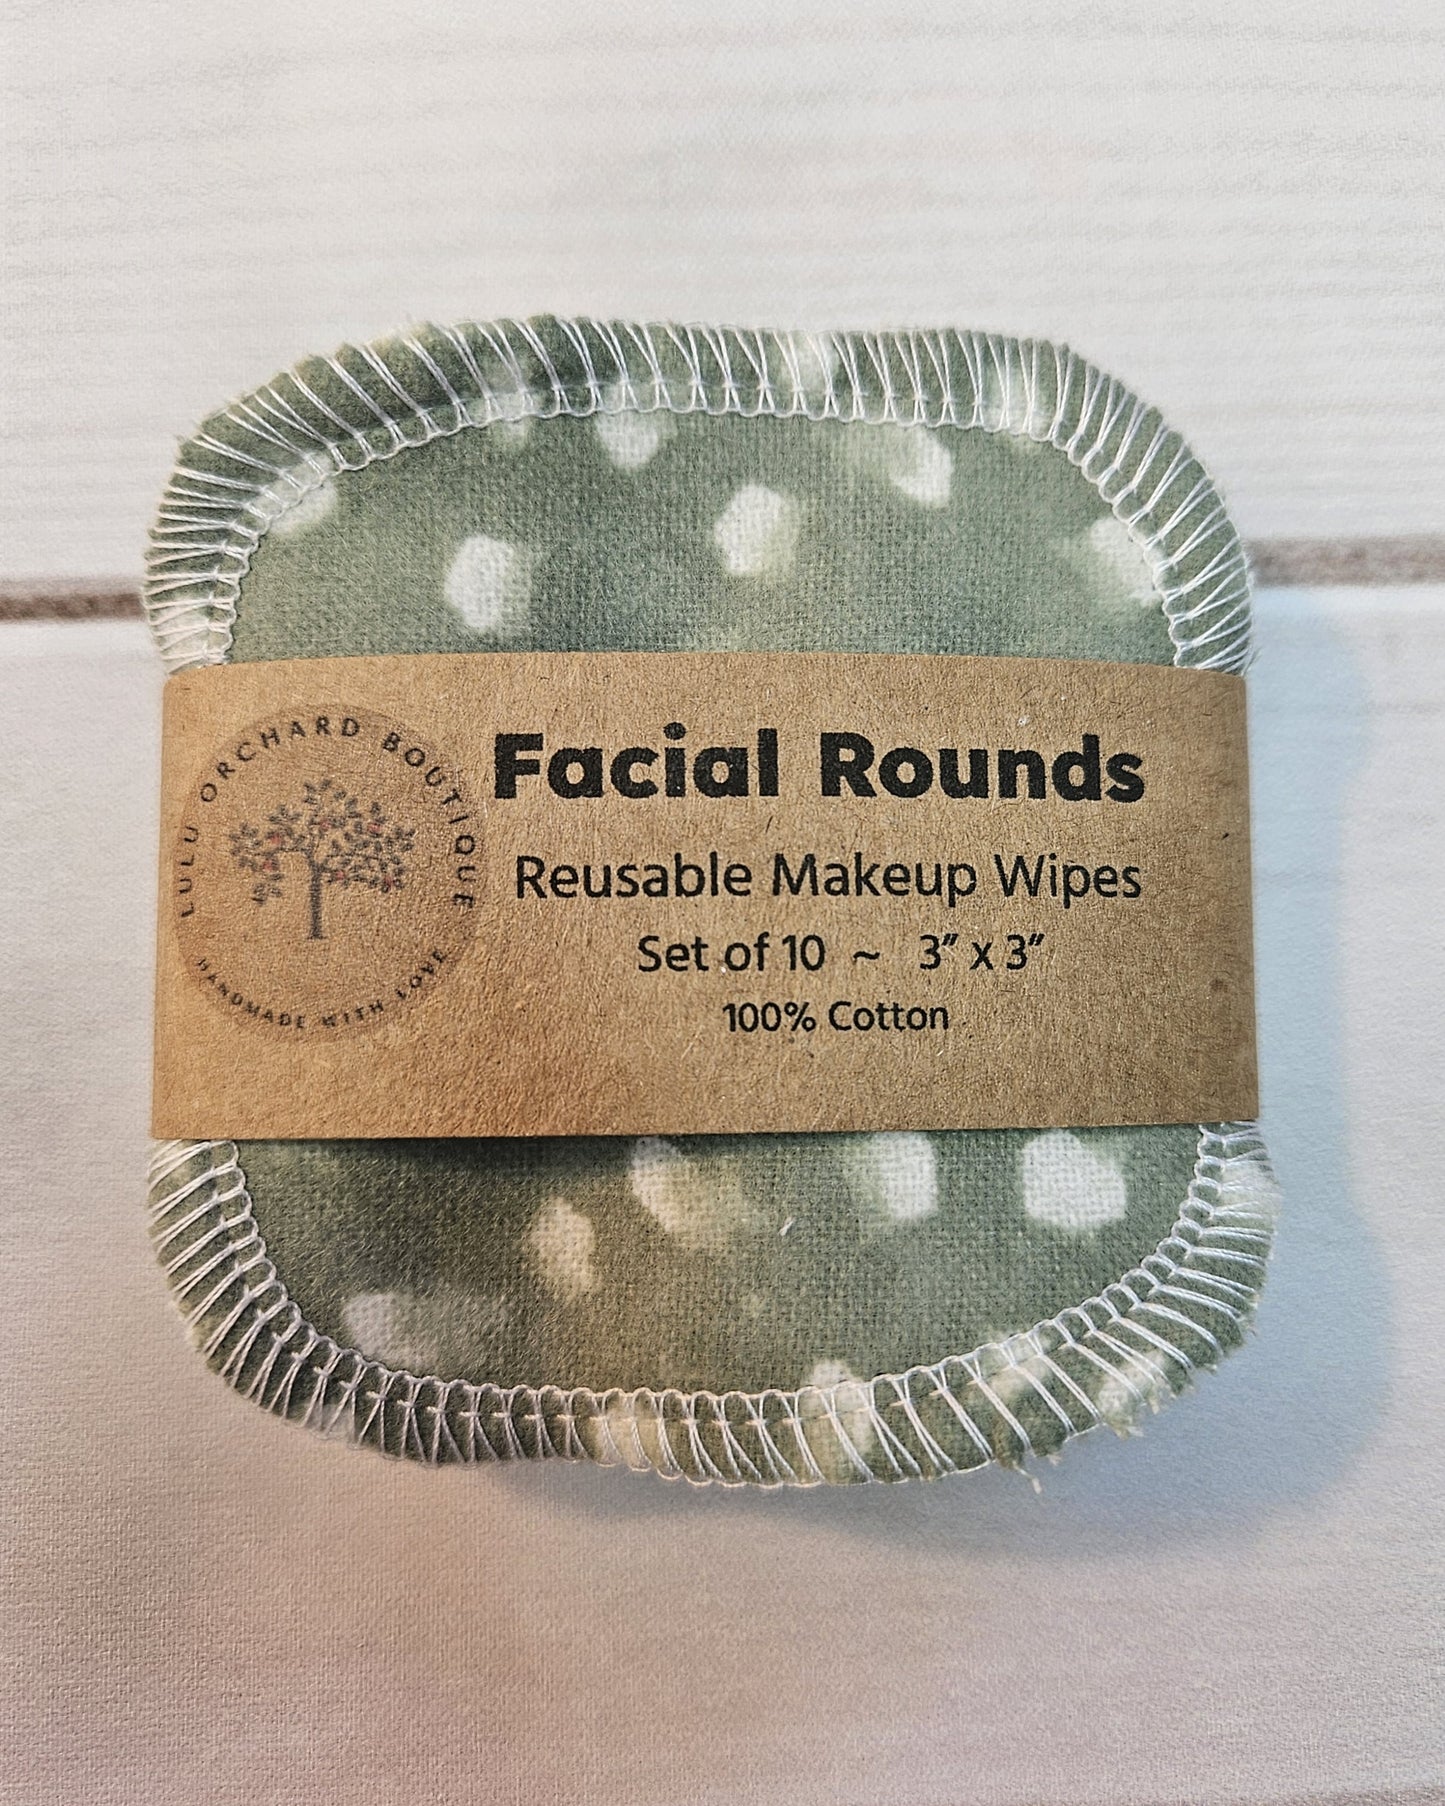 LULU ORCHARD BOUTIQUE
HANDMADE WITH LOVE
Facial Rounds
Reusable Makeup Wipes
Set of 10 ~ 3" x 3"
100% Cotton